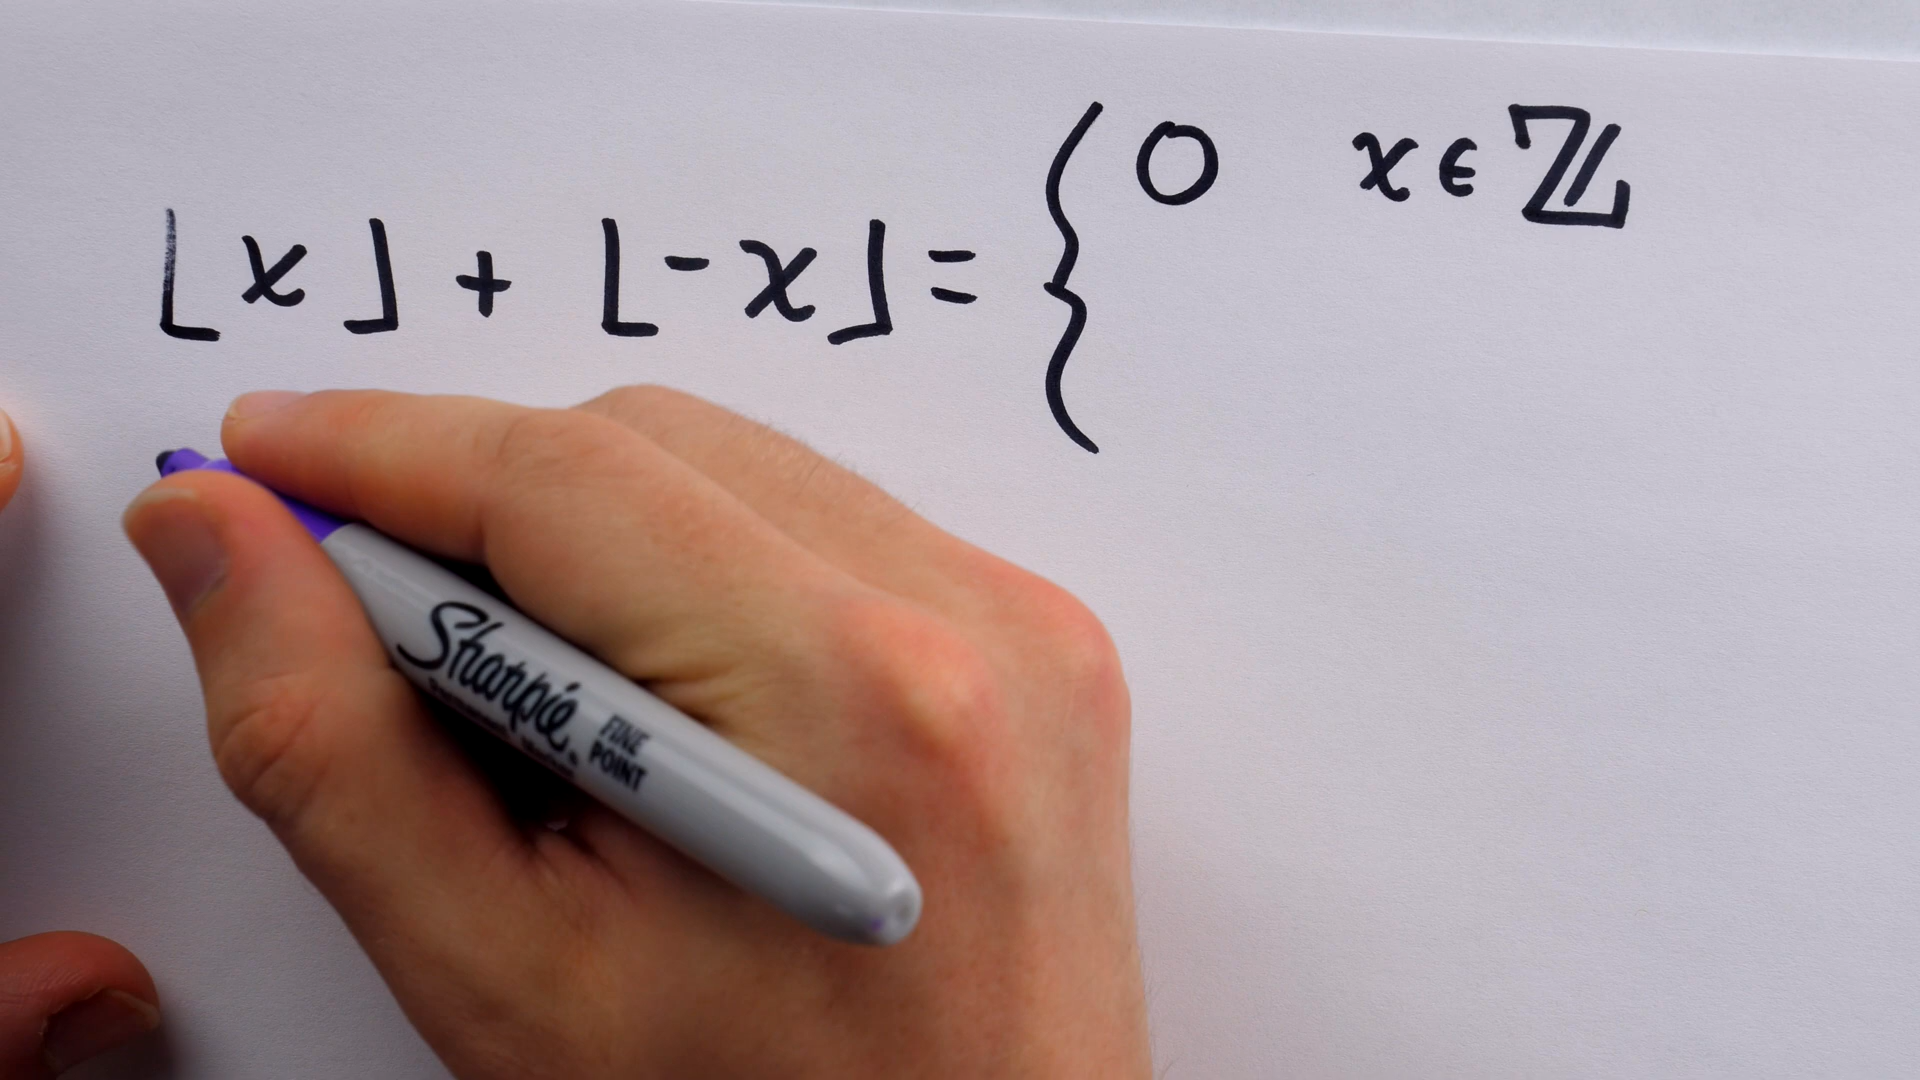 ⌊x⌋ + ⌊-x⌋ = { 0 x ∈ ℤ
Sharpie
FINE
POINT